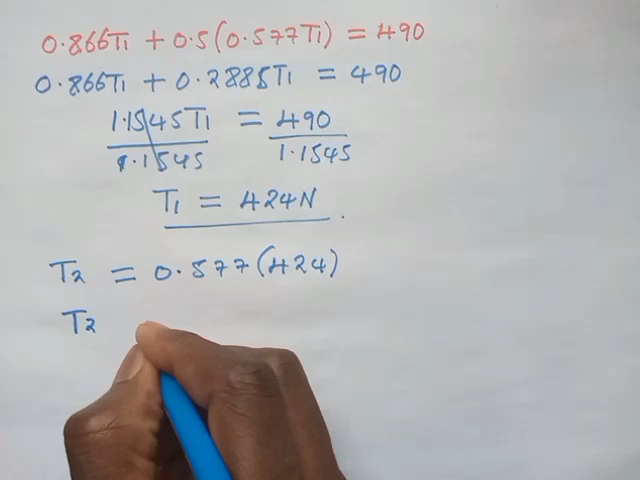 0.866T1 + 0.5(0.577T1) = 490
0.866T1 + 0.2885T1 = 490
1.1545T1 = 490
1.1545 1.1545
T1 = 424N.
T2 = 0.577(424)
T2